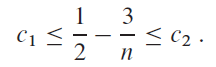 c₁ ≤ 1/2 − 3/n ≤ c₂ .